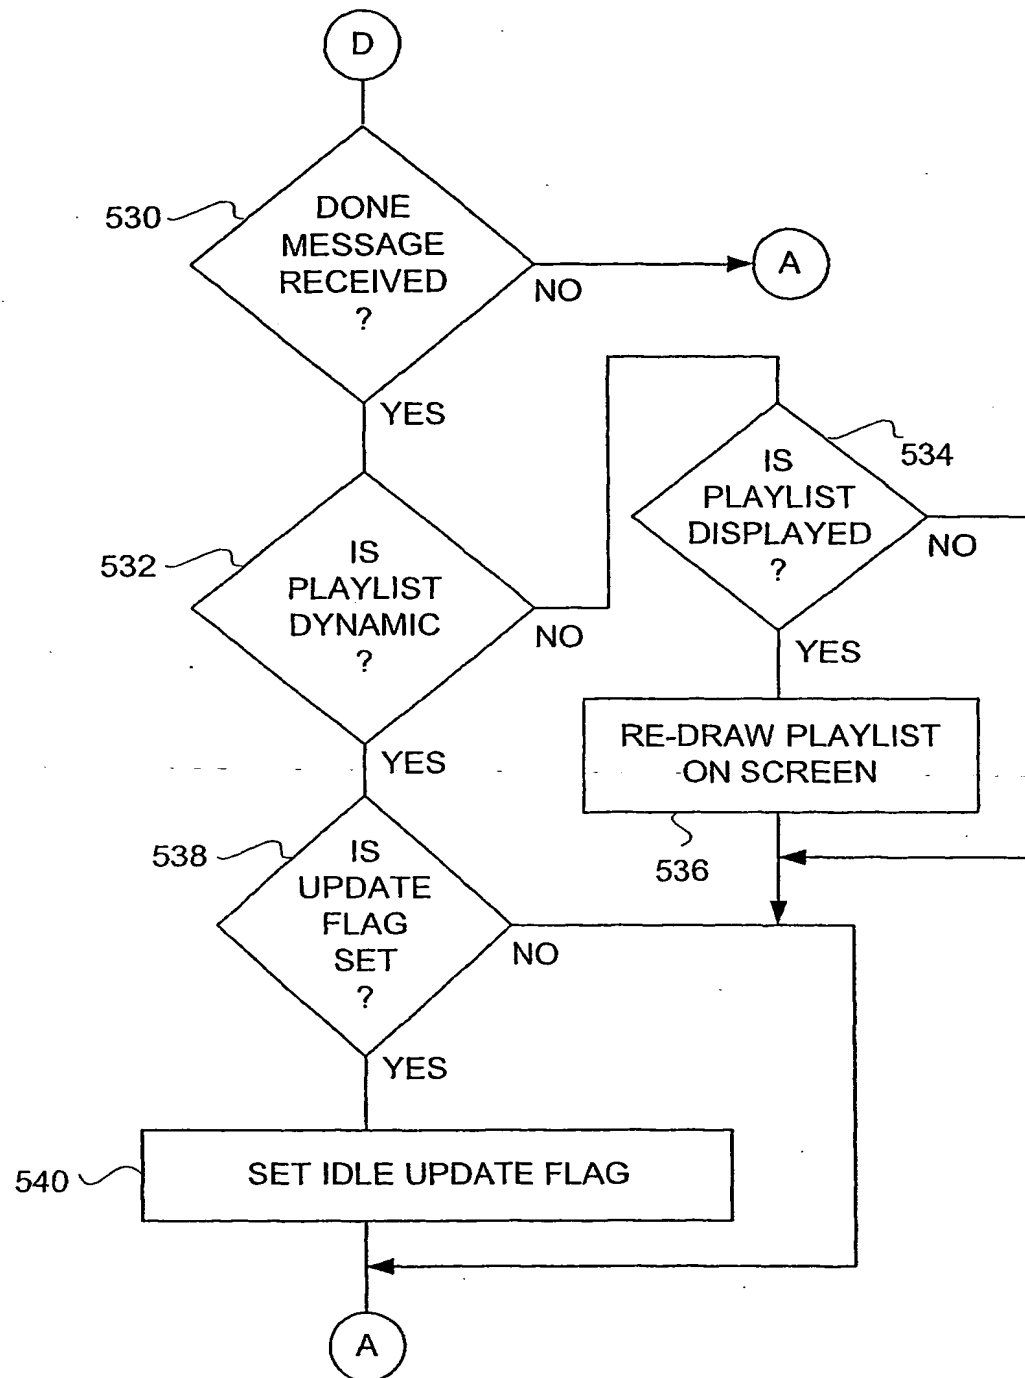 D
530
DONE
MESSAGE
RECEIVED
?
NO
A
YES
532
IS
PLAYLIST
DYNAMIC
?
NO
534
IS
PLAYLIST
DISPLAYED
?
NO
YES
RE-DRAW PLAYLIST
ON SCREEN
536
YES
538
IS
UPDATE
FLAG
SET
?
NO
YES
540
SET IDLE UPDATE FLAG
A